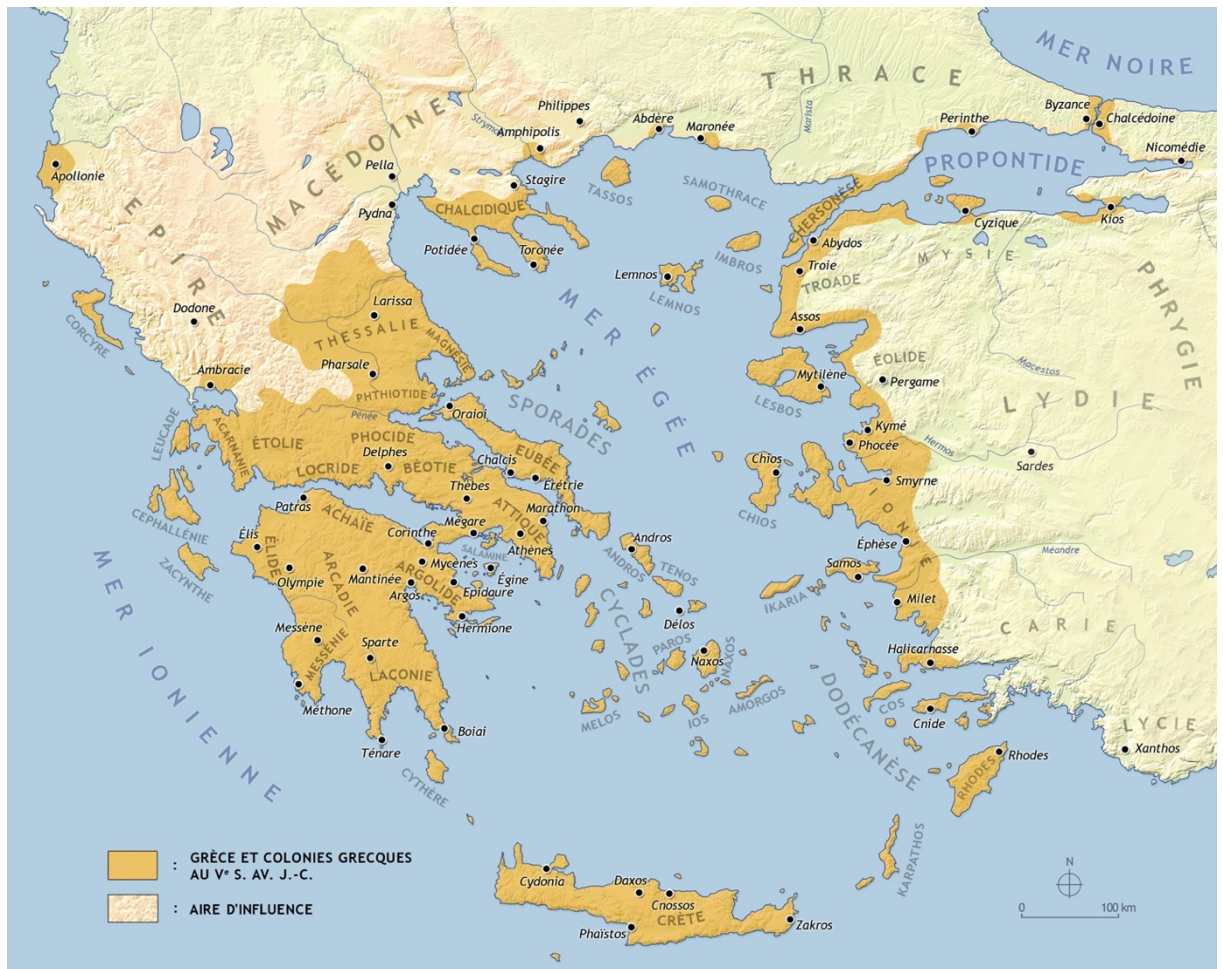 MER NOIRE
THRACE
Byzance
Chalcédoine
Philippes
Abdère
Maronée
Marista
Périnthe
Strymon
Amphipolis
Nicomédie
MACÉDOINE
PROPONTIDE
Apollonie
Pella
Stagire
TASSOS
SAMOTHRACE
CHERSONÈSE
Pydna
CHALCIDIQUE
Cyzique
Kios
EPIRE
Potidée
Toronée
IMBROS
Abydos
MYSIE
PHRYGIE
Lemnos
LEMNOS
Troie
TROADE
Dodone
Larissa
MER ÉGÉE
Assos
CORCYRE
THESSALIE
MAGNÉSIE
ÉOLIDE
Macestos
Ambracie
Pharsale
Mytilène
Pergame
PHTHIOTIDE
SPORADES
LESBOS
LYDIE
LEUCADE
ACARNANIE
Pénée
Oraioi
Kymé
ÉTOLIE
PHOCIDE
Phocée
Hermos
Delphes
Chalcis
EUBÉE
Chios
Sardes
LOCRIDE
BÉOTIE
Érétrie
Smyrne
Thèbes
IONIE
Patras
ACHAÏE
ATTIQUE
Marathon
CHIOS
CEPHALLENIE
Corinthe
Mégare
Élis
ÉLIDE
SALAMINE
Athènes
Andros
Éphèse
Méandre
ZACYNTHE
ARCADIE
Mycènes
ANDROS
TENOS
Samos
Olympie
Mantinée
ARGOLIDE
Égine
Argos
Epidaure
IKARIA
Milet
MER IONIENNE
CYCLADES
Délos
Messène
Hermione
CARIE
MESSÉNIE
Sparte
PAROS
Naxos
NAXOS
Halicarnasse
LACONIE
DODÉCANÈSE
Méthone
MELOS
IOS
AMORGOS
COS
Cnide
Boiai
LYCIE
Ténare
Xanthos
CYTHÈRE
RHODES
Rhodes
KARPATHOS
: GRÈCE ET COLONIES GRECQUES
AU Vᵉ S. AV. J.-C.
: AIRE D'INFLUENCE
Cydonia
Daxos
Cnossos
CRÈTE
Phaïstos
Zakros
N
0 100 km